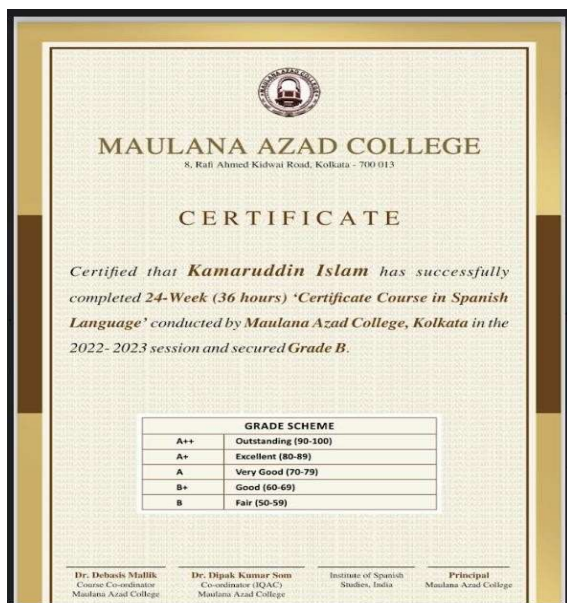 MAULANA AZAD COLLEGE
MAULANA AZAD COLLEGE
8, Rafi Ahmed Kidwai Road, Kolkata - 700 013
CERTIFICATE
Certified that Kamaruddin Islam has successfully
completed 24-Week (36 hours) ‘Certificate Course in Spanish
Language’ conducted by Maulana Azad College, Kolkata in the
2022- 2023 session and secured Grade B.
GRADE SCHEME
A++ Outstanding (90-100)
A+ Excellent (80-89)
A Very Good (70-79)
B+ Good (60-69)
B Fair (50-59)
Dr. Debasis Mallik
Course Co-ordinator
Maulana Azad College
Dr. Dipak Kumar Som
Co-ordinator (IQAC)
Maulana Azad College
Institute of Spanish
Studies, India
Principal
Maulana Azad College